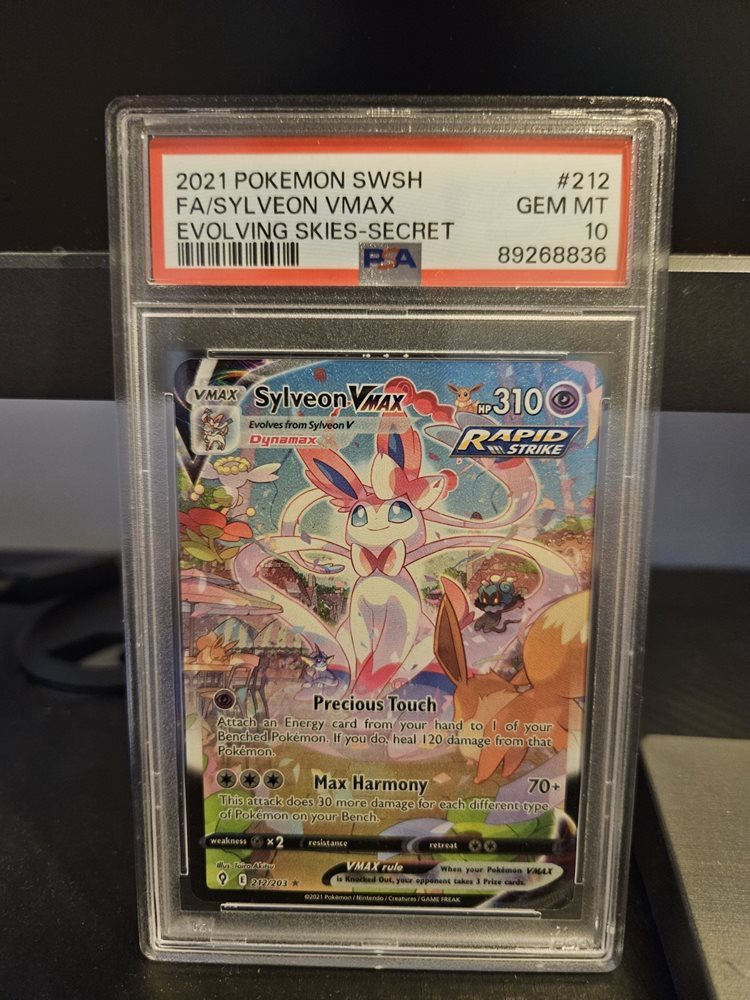 2021 POKEMON SWSH #212
FA/SYLVEON VMAX GEM MT
EVOLVING SKIES-SECRET 10
PSA 89268836
VMAX Sylveon VMAX HP 310
Evolves from Sylveon V
Dynamax
RAPID
STRIKE
Precious Touch
Attach an Energy card from your hand to 1 of your
Benched Pokémon. If you do, heal 120 damage from that
Pokémon.
Max Harmony 70+
This attack does 30 more damage for each different type
of Pokémon on your Bench.
weakness ×2 resistance retreat
Illus. Taira Akitsu
VMAX rule When your Pokémon VMAX
is Knocked Out, your opponent takes 3 Prize cards.
E 212/203
©2021 Pokémon / Nintendo / Creatures / GAME FREAK